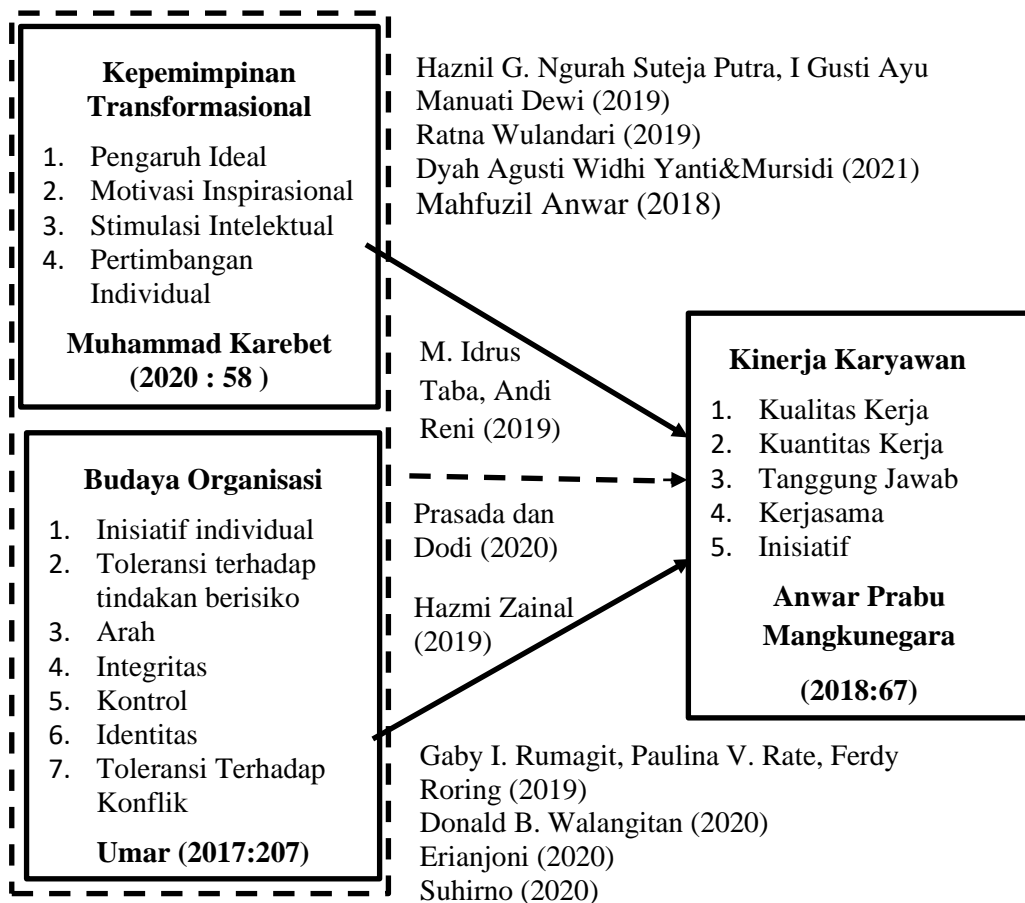 Kepemimpinan
Transformasional
1. Pengaruh Ideal
2. Motivasi Inspirasional
3. Stimulasi Intelektual
4. Pertimbangan
Individual
Muhammad Karebet
(2020 : 58 )
Haznil G. Ngurah Suteja Putra, I Gusti Ayu
Manuati Dewi (2019)
Ratna Wulandari (2019)
Dyah Agusti Widhi Yanti&Mursidi (2021)
Mahfuzil Anwar (2018)
M. Idrus
Taba, Andi
Reni (2019)
Prasada dan
Dodi (2020)
Hazmi Zainal
(2019)
Budaya Organisasi
1. Inisiatif individual
2. Toleransi terhadap
tindakan berisiko
3. Arah
4. Integritas
5. Kontrol
6. Identitas
7. Toleransi Terhadap
Konflik
Umar (2017:207)
Gaby I. Rumagit, Paulina V. Rate, Ferdy
Roring (2019)
Donald B. Walangitan (2020)
Erianjoni (2020)
Suhirno (2020)
Kinerja Karyawan
1. Kualitas Kerja
2. Kuantitas Kerja
3. Tanggung Jawab
4. Kerjasama
5. Inisiatif
Anwar Prabu
Mangkunegara
(2018:67)